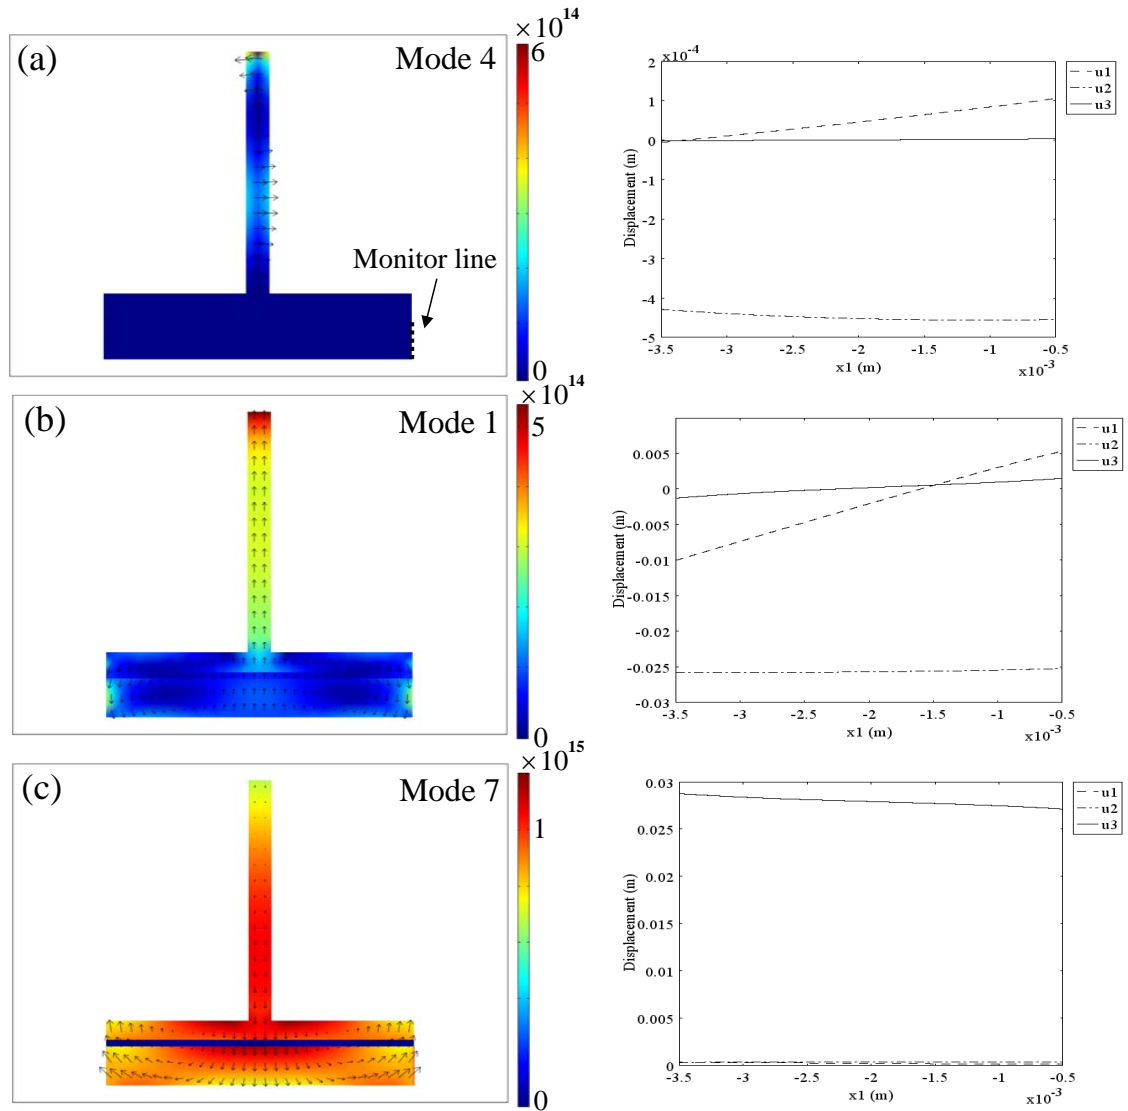 (a)
Mode 4
×10^14
6
0
Monitor line
×10^-4
2
1
0
-1
-2
-3
-4
-5
Displacement (m)
-3.5 -3 -2.5 -2 -1.5 -1 -0.5
x1 (m)
×10^-3
u1
u2
u3
(b)
Mode 1
×10^14
5
0
0.005
0
-0.005
-0.01
-0.015
-0.02
-0.025
-0.03
Displacement (m)
-3.5 -3 -2.5 -2 -1.5 -1 -0.5
x1 (m)
×10^-3
u1
u2
u3
(c)
Mode 7
×10^15
1
0
0.03
0.025
0.02
0.015
0.01
0.005
0
Displacement (m)
-3.5 -3 -2.5 -2 -1.5 -1 -0.5
x1 (m)
×10^-3
u1
u2
u3